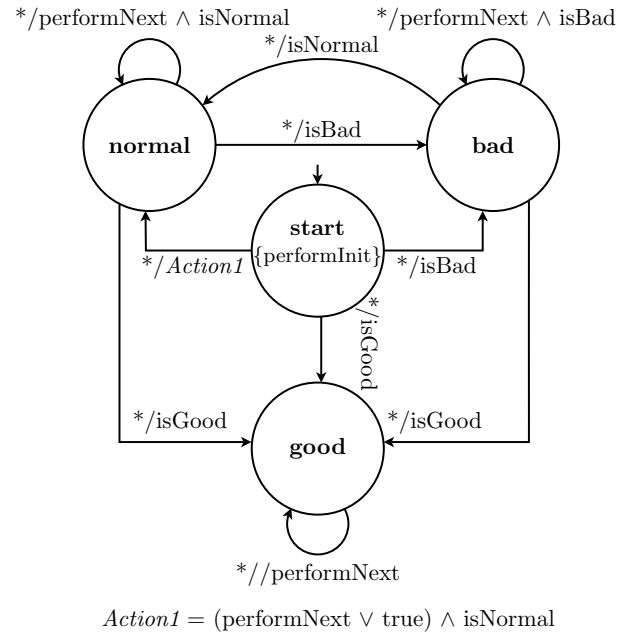 */performNext ∧ isNormal
*/performNext ∧ isBad
*/isNormal
normal
*/isBad
bad
start
{performInit}
*/Action1
*/isBad
*/isGood
*/isGood
*/isGood
good
*//performNext
Action1 = (performNext ∨ true) ∧ isNormal